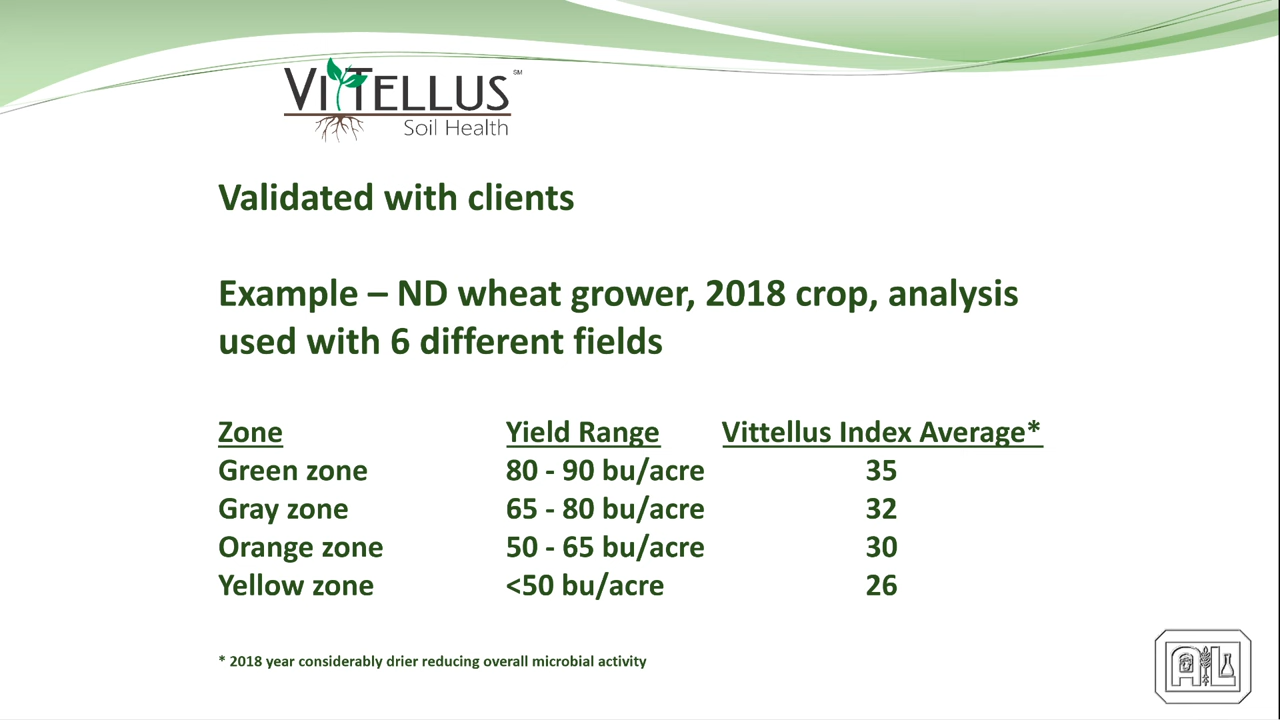 VITTELLUS SM
Soil Health
Validated with clients
Example – ND wheat grower, 2018 crop, analysis
used with 6 different fields
Zone Yield Range Vittellus Index Average*
Green zone 80 - 90 bu/acre 35
Gray zone 65 - 80 bu/acre 32
Orange zone 50 - 65 bu/acre 30
Yellow zone <50 bu/acre 26
* 2018 year considerably drier reducing overall microbial activity
A L